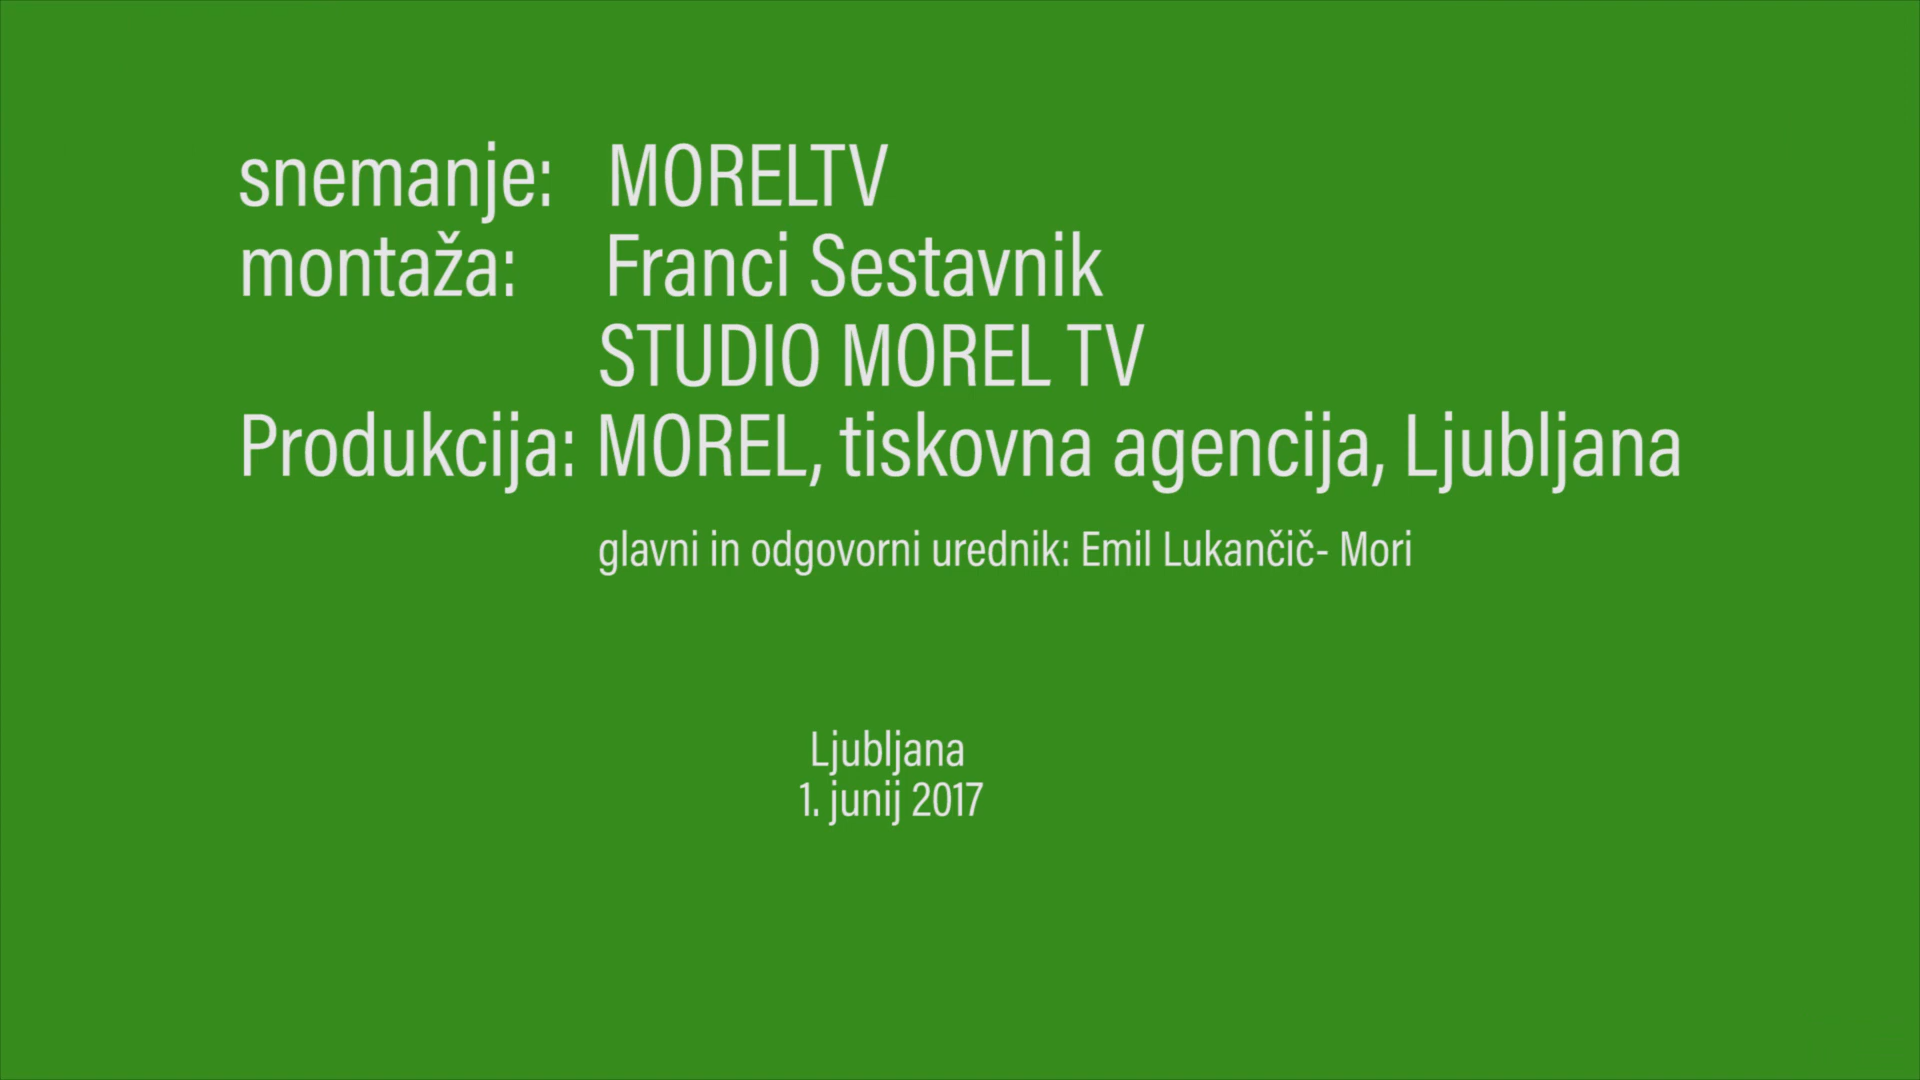 snemanje: MORELTV
montaža: Franci Sestavnik
STUDIO MOREL TV
Produkcija: MOREL, tiskovna agencija, Ljubljana
glavni in odgovorni urednik: Emil Lukančič- Mori
Ljubljana
1. junij 2017